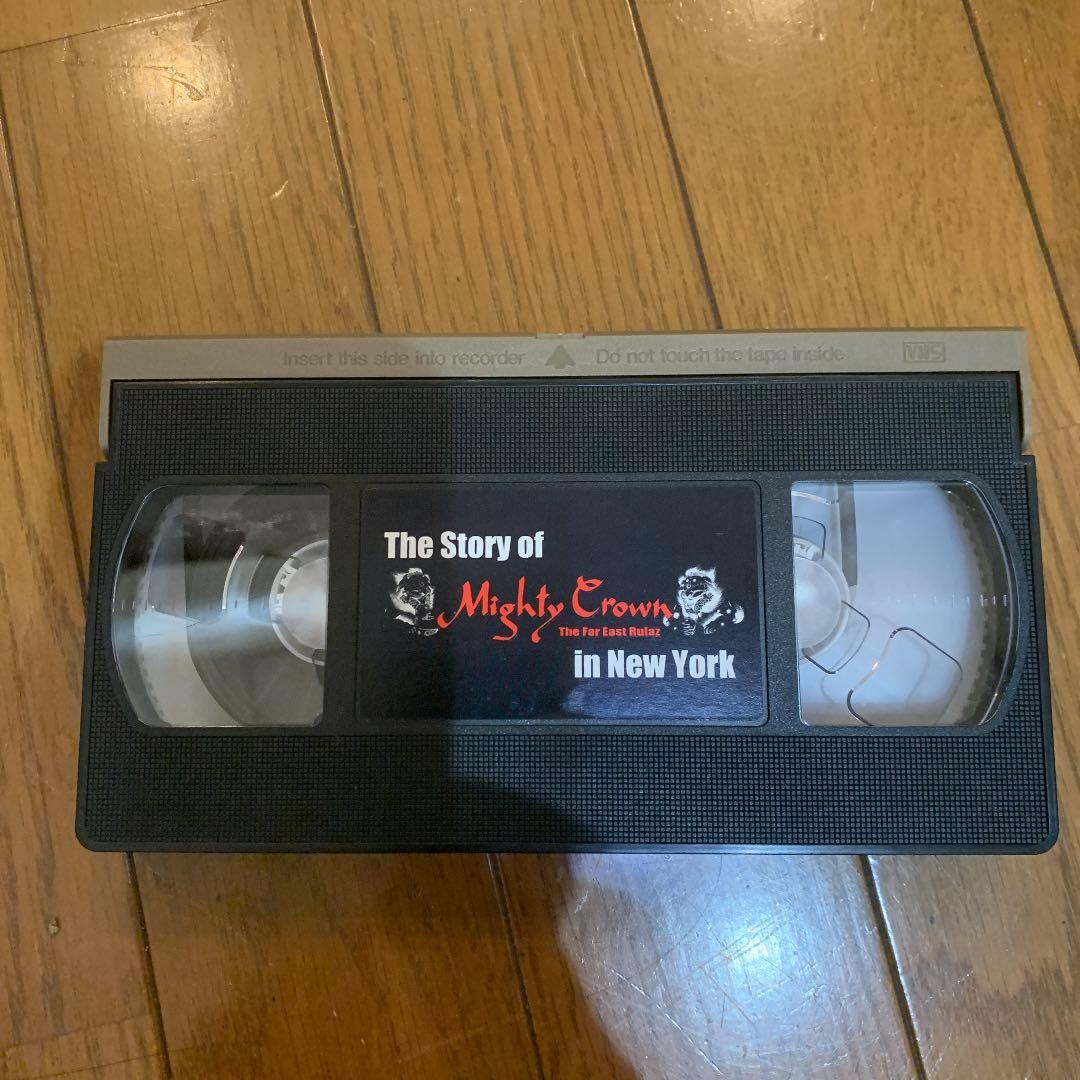 Insert this side into recorder Do not touch the tape inside VHS
The Story of
Mighty Crown
The Far East Rulaz
in New York